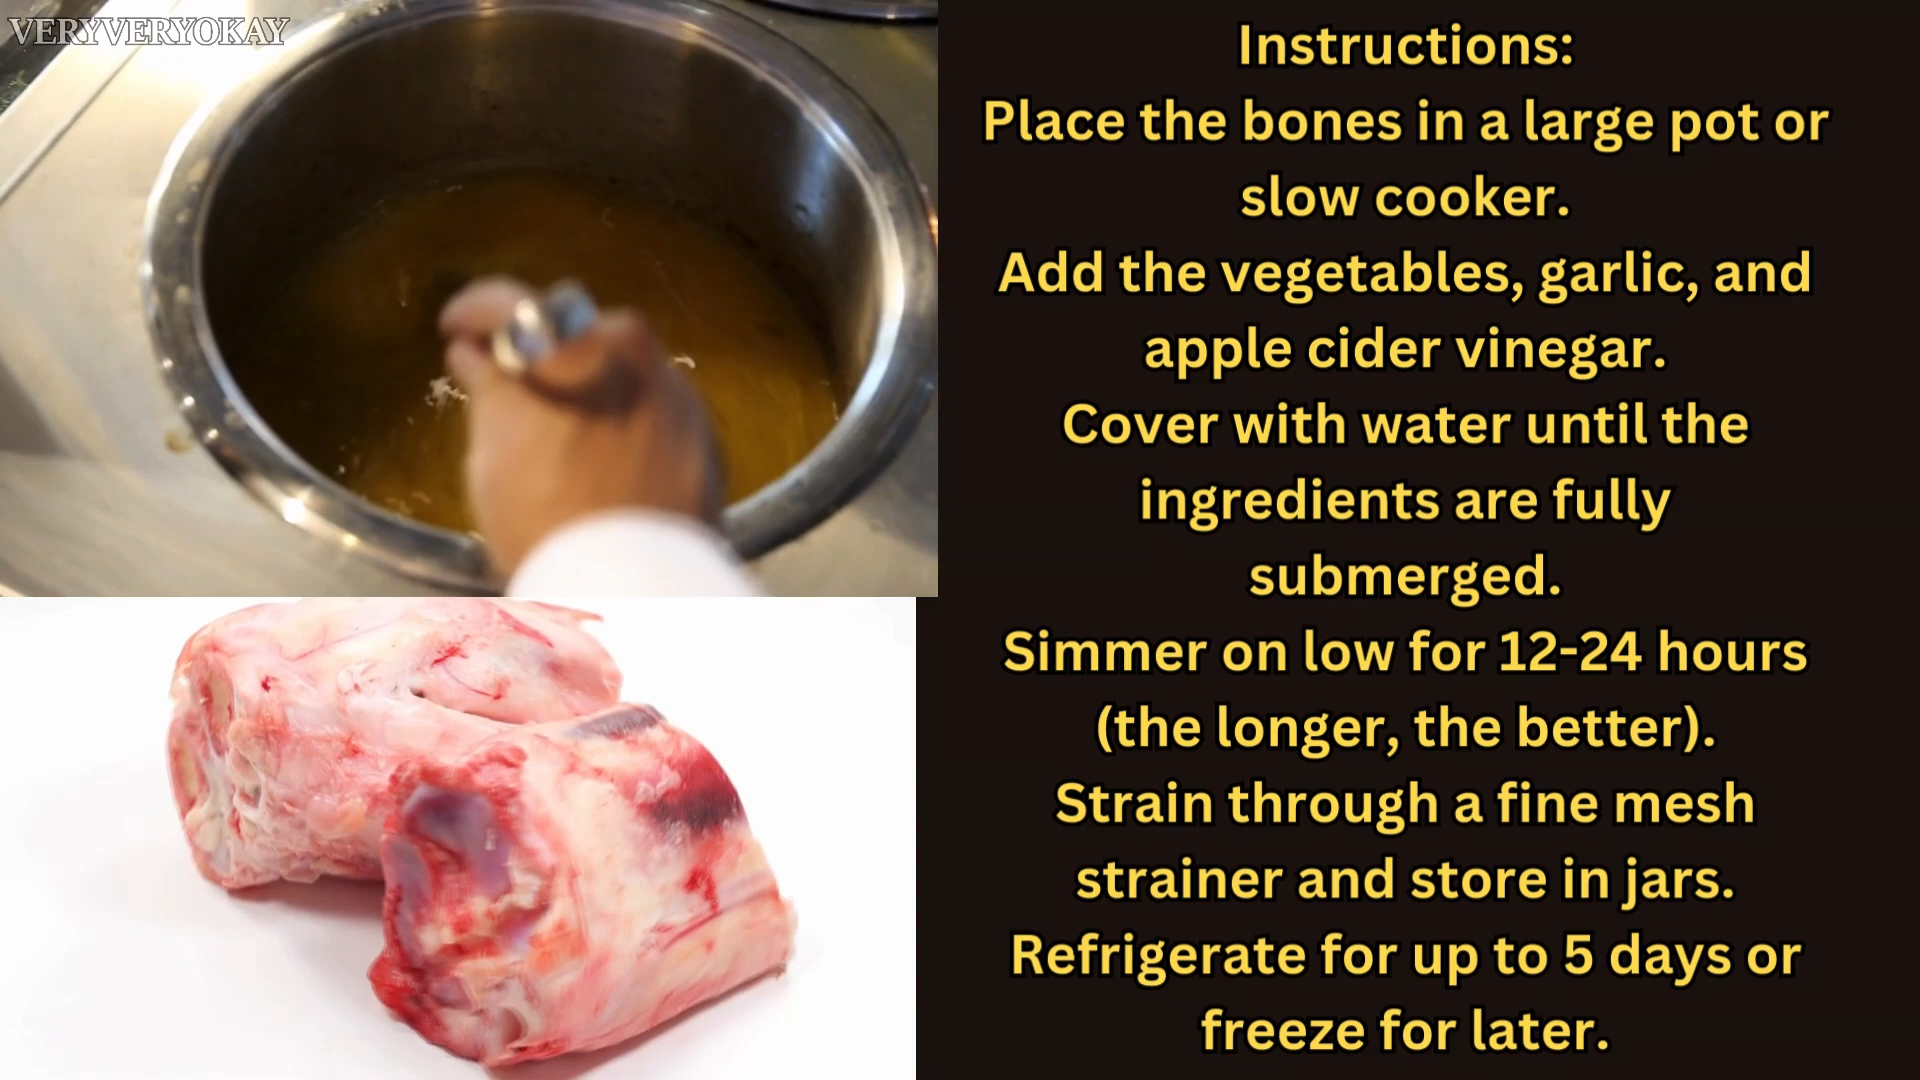 VERYVERYOKAY
Instructions:
Place the bones in a large pot or
slow cooker.
Add the vegetables, garlic, and
apple cider vinegar.
Cover with water until the
ingredients are fully
submerged.
Simmer on low for 12-24 hours
(the longer, the better).
Strain through a fine mesh
strainer and store in jars.
Refrigerate for up to 5 days or
freeze for later.